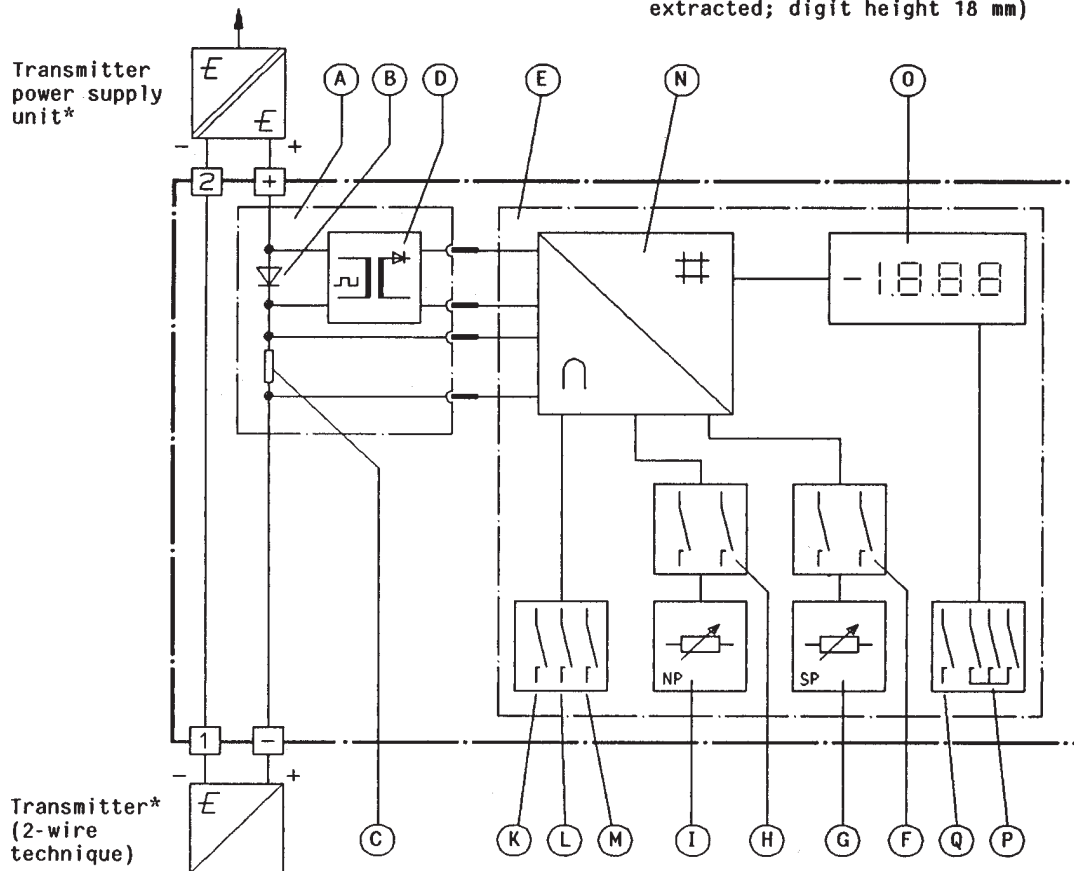 extracted; digit height 18 mm)
Transmitter
power supply
unit*
E
E
A B D E N O
- +
2 +
-1.8.8.8
NP SP
1 -
- +
Transmitter*
(2-wire
technique)
E
C K L M I H G F Q P